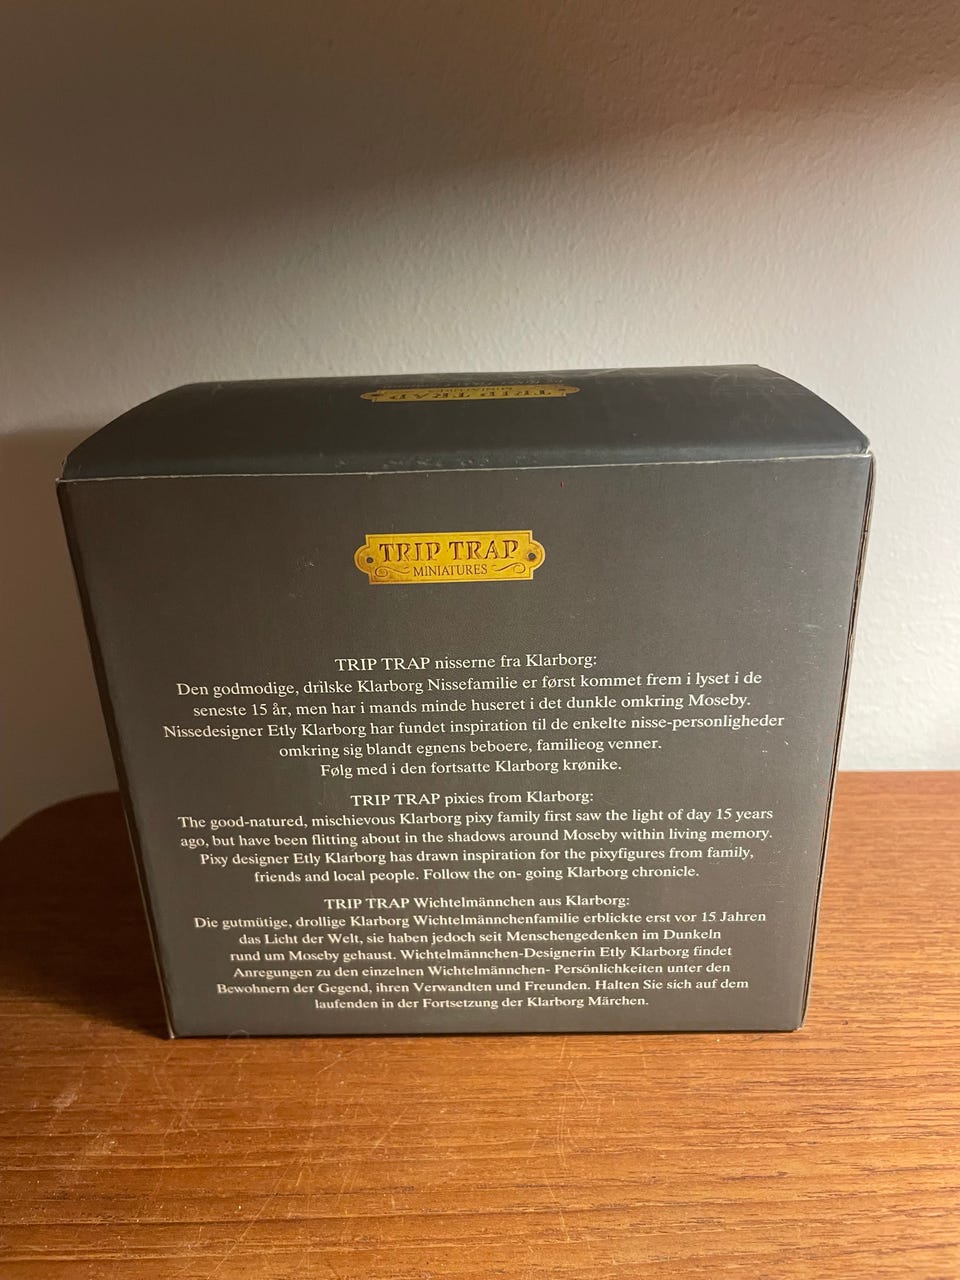 TRIP TRAP
MINIATURES
TRIP TRAP
MINIATURES
TRIP TRAP nisserne fra Klarborg:
Den godmodige, drilske Klarborg Nissefamilie er først kommet frem i lyset i de
seneste 15 år, men har i mands minde huseret i det dunkle omkring Moseby.
Nissedesigner Etly Klarborg har fundet inspiration til de enkelte nisse-personligheder
omkring sig blandt egnens beboere, familieog venner.
Følg med i den fortsatte Klarborg krønike.
TRIP TRAP pixies from Klarborg:
The good-natured, mischievous Klarborg pixy family first saw the light of day 15 years
ago, but have been flitting about in the shadows around Moseby within living memory.
Pixy designer Etly Klarborg has drawn inspiration for the pixyfigures from family,
friends and local people. Follow the on- going Klarborg chronicle.
TRIP TRAP Wichtelmännchen aus Klarborg:
Die gutmütige, drollige Klarborg Wichtelmännchenfamilie erblickte erst vor 15 Jahren
das Licht der Welt, sie haben jedoch seit Menschengedenken im Dunkeln
rund um Moseby gehaust. Wichtelmännchen-Designerin Etly Klarborg findet
Anregungen zu den einzelnen Wichtelmännchen- Persönlichkeiten unter den
Bewohnern der Gegend, ihren Verwandten und Freunden. Halten Sie sich auf dem
laufenden in der Fortsetzung der Klarborg Märchen.